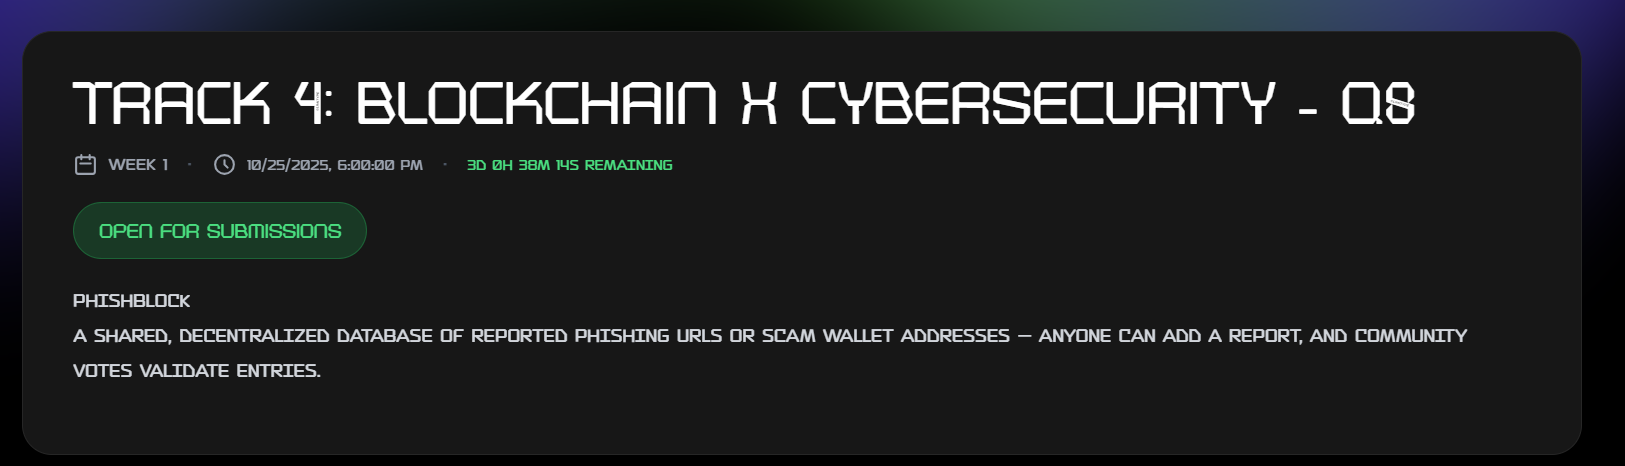 TRACK 4: BLOCKCHAIN X CYBERSECURITY - Q8
WEEK 1 · 10/25/2025, 6:00:00 PM · 3D 0H 38M 14S REMAINING
OPEN FOR SUBMISSIONS
PHISHBLOCK
A SHARED, DECENTRALIZED DATABASE OF REPORTED PHISHING URLS OR SCAM WALLET ADDRESSES — ANYONE CAN ADD A REPORT, AND COMMUNITY
VOTES VALIDATE ENTRIES.